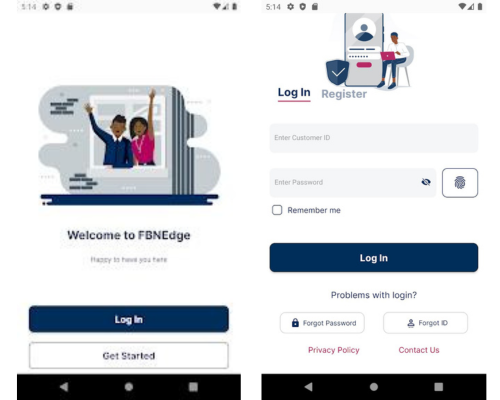 5:14
Welcome to FBNEdge
Happy to have you here
Log In
Get Started
5:14
Log In Register
Enter Customer ID
Enter Password
Remember me
Log In
Problems with login?
Forgot Password
Forgot ID
Privacy Policy
Contact Us